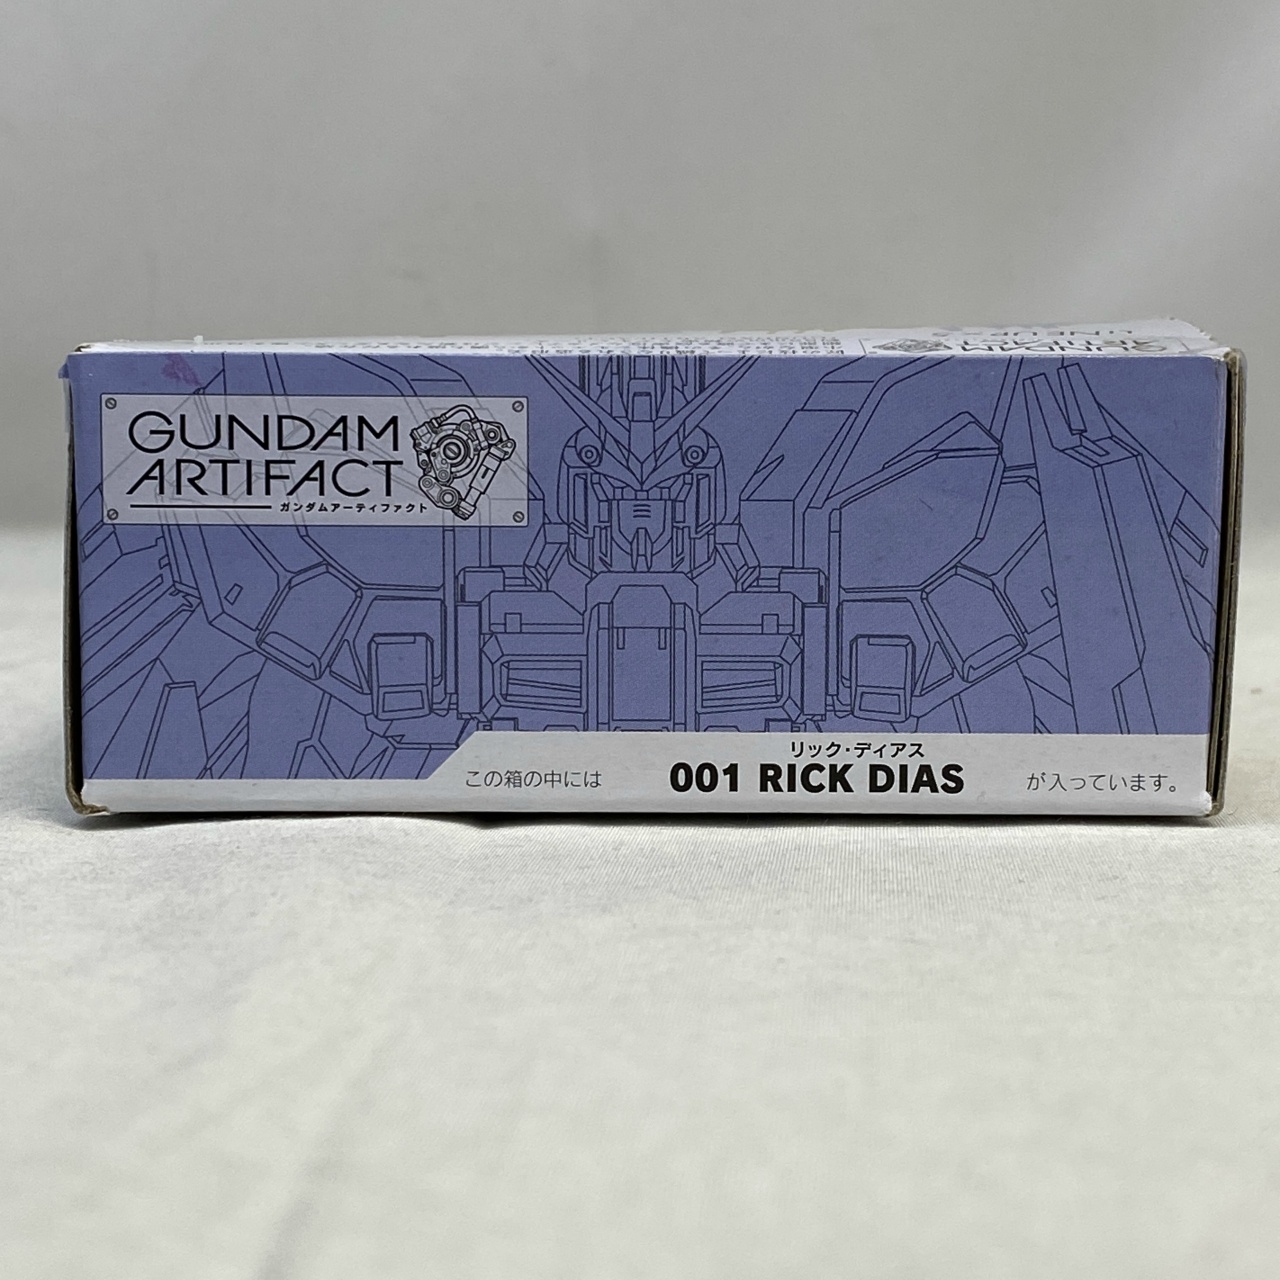 GUNDAM
ARTIFACT
ガンダムアーティファクト
リック・ディアス
この箱の中には 001 RICK DIAS が入っています。